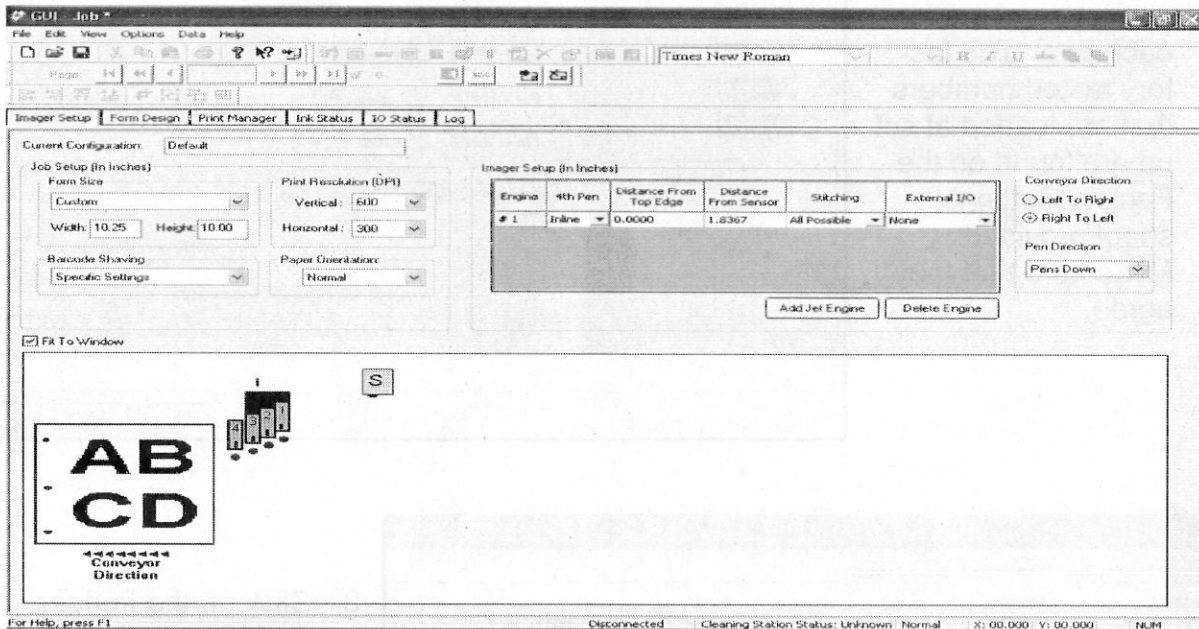 GUI - Job *
File Edit View Options Data Help
Times New Roman
Page:
Imager Setup Form Design Print Manager Ink Status IO Status Log
Current Configuration: Default
Job Setup (In Inches)
Form Size
Custom
Width: 10.25 Height: 10.00
Print Resolution (DPI)
Vertical: 600
Horizontal: 300
Barcode Shaving
Specific Settings
Paper Orientation:
Normal
Imager Setup (In Inches)
Engine 4th Pen Distance From Top Edge Distance From Sensor Stitching External I/O
# 1 Inline 0.0000 1.8367 All Possible None
Add Jet Engine Delete Engine
Conveyor Direction
Left To Right
Right To Left
Pen Direction
Pens Down
Fit To Window
1
S
4 3 2 1
AB
CD
Conveyor
Direction
For Help, press F1 Disconnected Cleaning Station Status: Unknown Normal X: 00.000 Y: 00.000 NUM